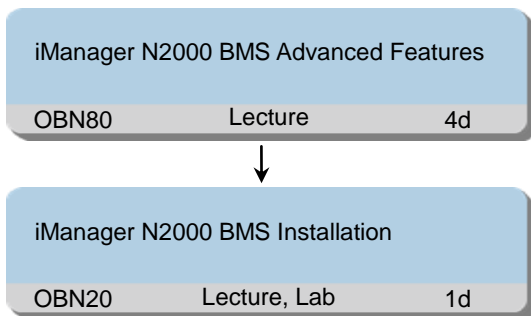 iManager N2000 BMS Advanced Features
OBN80 Lecture 4d
iManager N2000 BMS Installation
OBN20 Lecture, Lab 1d